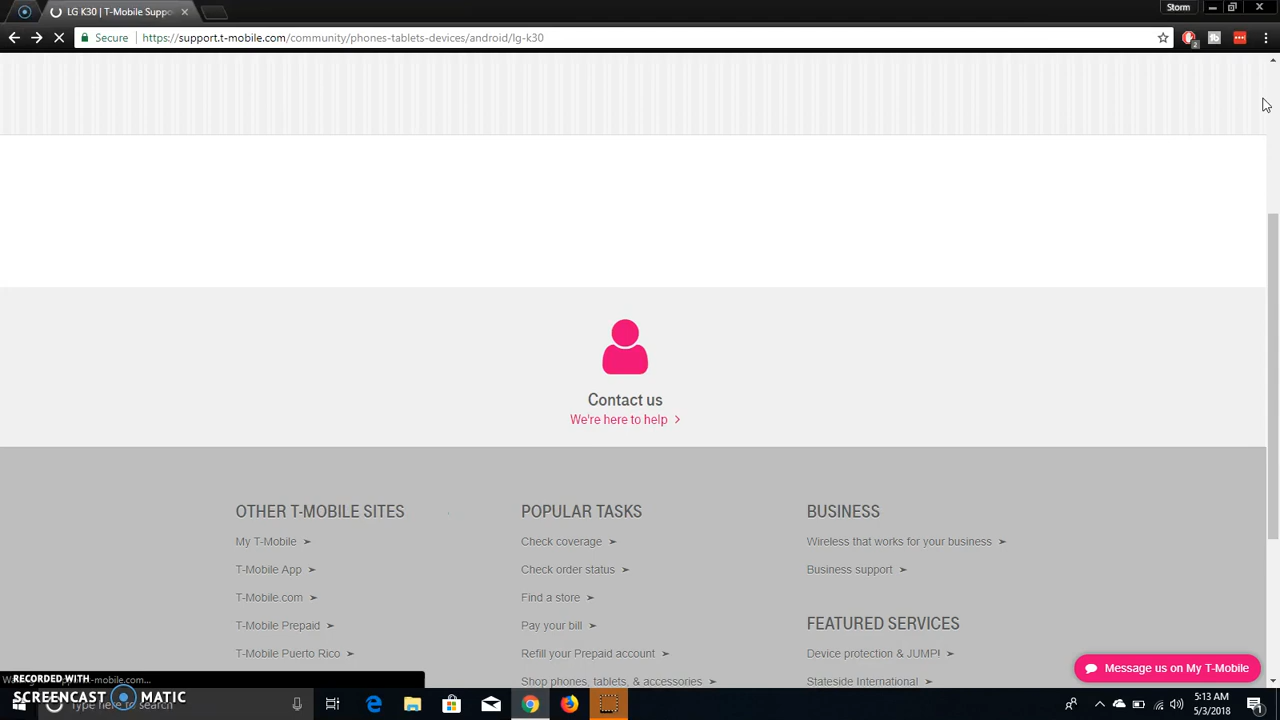 LG K30 | T-Mobile Suppo
Storm
Secure
https://support.t-mobile.com/community/phones-tablets-devices/android/lg-k30
2
Contact us
We're here to help
OTHER T-MOBILE SITES
My T-Mobile
T-Mobile App
T-Mobile.com
T-Mobile Prepaid
T-Mobile Puerto Rico
POPULAR TASKS
Check coverage
Check order status
Find a store
Pay your bill
Refill your Prepaid account
Shop phones, tablets, & accessories
BUSINESS
Wireless that works for your business
Business support
FEATURED SERVICES
Device protection & JUMP!
Stateside International
Message us on My T-Mobile
RECORDED WITH
SCREENCAST MATIC
5:13 AM
5/3/2018